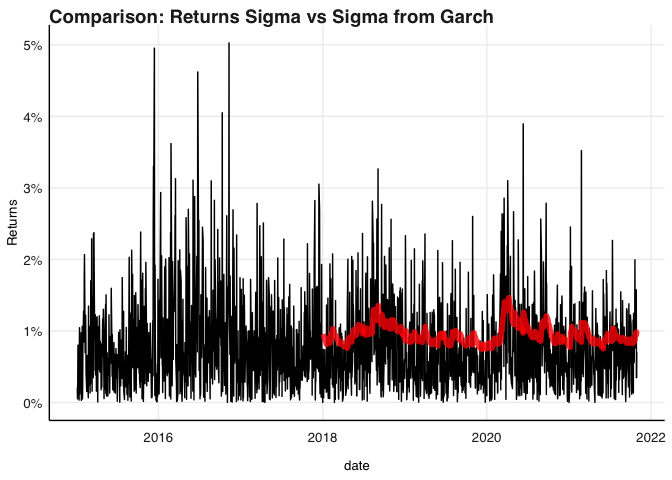 Comparison: Returns Sigma vs Sigma from Garch
5%
4%
3%
2%
1%
0%
Returns
2016 2018 2020 2022
date